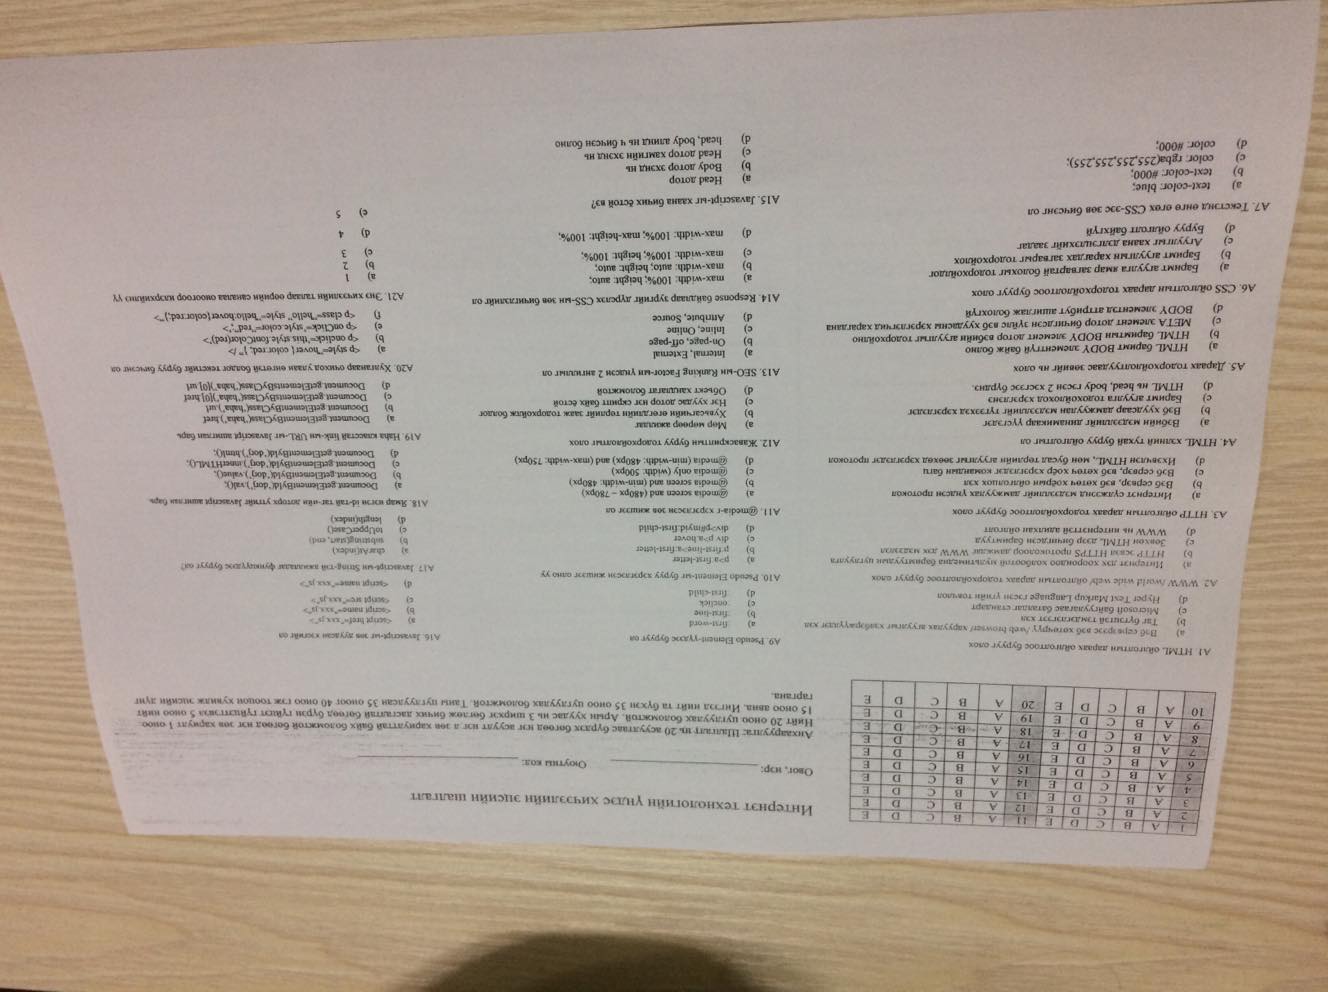 1 A B C D E 11 A B C D E
2 A B C D E 12 A B C D E
3 A B C D E 13 A B C D E
4 A B C D E 14 A B C D E
5 A B C D E 15 A B C D E
6 A B C D E 16 A B C D E
7 A B C D E 17 A B C D E
8 A B C D E 18 A B C D E
9 A B C D E 19 A B C D E
10 A B C D E 20 A B C D E
Интернэт технологийн үндэс хичээлийн эцсийн шалгалт
Овог, нэр: Оюутны код:
Анхааруулга: Шалгалт нь 20 асуултаас бүрдэх бөгөөд нэг асуулт нэг л зөв хариулттай байх боломжтой бөгөөд нэг зөв хариулт 1 оноо.
Нийт 20 оноо цуглуулах боломжтой. Арын хуудас нь 3 ширхэг бөглөж бичих дасгалтай бөгөөд бүрэн гүйцэт гүйцэтгэвэл 5 оноо нийт
15 оноо авна. Ингээд нийт та бүхэн 35 оноо цуглуулах боломжтой. Таны цуглуулсан 35 оноог 40 оноо гэж тооцон хувилж эцсийн дүнг
гаргана.
A1. HTML ойлголтын дараах ойлголтоос бурууг олох
a) Вэб сервэрээс вэб хөтөчрүү /web browser/ харуулах агуулгыг хэлбэржүүлдэг хэл
b) Таг бүтэцтэй тэмдэглэгээт хэл
c) Microsoft байгуулагаас баталдаг стандарт
d) Hyper Text Markup Language гэсэн үгийн товчлол
A2. WWW /world wide web/ ойлголтын дараах тодорхойлолтоос бурууг олох
a) Интернет дэх хоорондоо холбоотой мультимедиа баримтуудын цуглуулга
b) HTTP эсвэл HTTPS протоколоор дамждаг WWW дэх мэдээлэл
c) Зөвхөн HTML дээр бичигдсэн баримтууд
d) WWW нь интернэттэй адилхан ойлголт
A3. HTTP ойлголтын дараах тодорхойлолтоос бурууг олох
a) Интернэт сүлжээнд мэдээллийг дамжуулах үндсэн протокол
b) Вэб сервэр, вэб хөтөч хоёрын ойлголцох хэл
c) Вэб сервэр, вэб хөтөч хоёр хэрэглэдэг командын багц
d) Ихэвчлэн HTML, мөн бусал төрлийн агуулгыг зөөхөд хэрэглэдэг протокол
A4. HTML хэлний тухай буруу ойлголтыг ол
a) Вэбийн мэдээллийг динамикаар үүсгэдэг
b) Вэб хуудсаар дамжуулан мэдээллийг түгээхэд хэрэглэдэг
c) Баримт агуулга тодохойлоход хэрэглэнэ
d) HTML нь head, body гэсэн 2 хэсгээс бүрднэ.
A5. Дараах тодорхойлолтуудаас зөвийг нь олох
a) HTML баримт BODY элементгүй байж болно
b) HTML баримтын BODY элемент дотор вэбийн агуулгыг тодорхойлно
c) META элемент дотор бичигдсэн зүйлс вэб хуудасны хэрэглэгчид харагдана
d) BODY элементэд аттрибут ашиглаж болохгүй
A6. CSS ойлголтын дараах тодорхойлолтоос бурууг олох
a) Баримт агуулга ямар загвартай болохыг тодорхойлдог
b) Баримт агуулгын харагдах загварыг тодорхойлох
c) Агуулгыг хаана дэлгэцлэхийг заадаг
d) Буруу ойлголт байхгүй
A7. Текстэнд өнгө өгөх CSS-ээс зөв бичсэнг ол
a) text-color: blue;
b) text-color: #000;
c) color: rgba(255,255,255,255);
d) color: #000;
A9. Pseudo Element-үүдээс бурууг ол
a) :first-word
b) :first-line
c) :onclick
d) :first-child
A10. Pseudo Element-ыг буруу хэрэглэсэн жишээг олно уу
a) p>a:first-letter
b) p:first-line>a:first-letter
c) div p>a:hover
d) div>p#myid:first-child
A11. @media-г хэрэглэсэн зөв жишээг ол
a) @media screen and (480px – 780px)
b) @media screen and (min-width: 480px)
c) @media only (width: 500px)
d) @media (min-width: 480px) and (max-width: 750px)
A12. Жаваскриптын буруу тодорхойлолтыг олох
a) Мөр мөрөөр ажилдаг
b) Хувьсагчийн өгөгдлийн төрлийг зааж тодорхойлж болдог
c) Нэг хуудас дотор нэг скрипт байх ёстой
d) Объект хандлагат боломжтой
A13. SEO-ын Ranking Factor-ын үндсэн 2 ангиллыг ол
a) Internal, External
b) On-page, off-page
c) Inline, Online
d) Attribute, Source
A14. Response байдлаар зургийг дүрслэх CSS-ын зөв бичиглэлийг ол
a) max-width: 100%; height: auto;
b) max-width: auto; height: auto;
c) max-width: 100%; height: 100%;
d) max-width: 100%; max-height: 100%;
A15. Javascript-ыг хаана бичих ёстой вэ?
a) Head дотор
b) Body дотор эхэнд нь
c) Head дотор хамгийн эхэнд нь
d) head, body алинд нь ч бичсэн болно
A16. Javascript-ыг зөв дуудсан хэсгийг ол
a) <script href="xxx.js">
b) <script name="xxx.js">
c) <script src="xxx.js">
d) <script name="xxx.js">
A17. Javascript-ын String-тэй ажилладаг функцүүдээс бурууг ол?
a) charAt(index)
b) substring(start, end)
c) toUpperCase()
d) length(index)
A18. Ямар нэгэн id-тай таг-ийн доторх утгийг Javascript ашиглан барь.
a) Document.getElementById('dorj').val();
b) Document.getElementById('dorj').value();
c) Document.getElementById('dorj').innerHTML();
d) Document.getElementById('dorj').html();
A19. Haha класстай link-ын URL-ыг Javascript ашиглан барь
a) Document.getElementByClass('haha').href
b) Document.getElementByClass('haha').url
c) Document.getElementsByClass('haha')[0].href
d) Document.getElementsByClass('haha')[0].url
A20. Хулганаар очиход улаан өнгөтэй болдог текстийг буруу бичсэнг ол
a) <p style="hover{ color:red; }" />
b) <p onclick='this.style.fontColor(red)'>
e) <p onClick='style.color="red";'>
f) <p class="hello" style="hello:hover{color:red;}">
A21. Энэ хичээлийн талаар өөрийн саналаа оноогоор илэрхийлнэ үү
a) 1
b) 2
c) 3
d) 4
e) 5